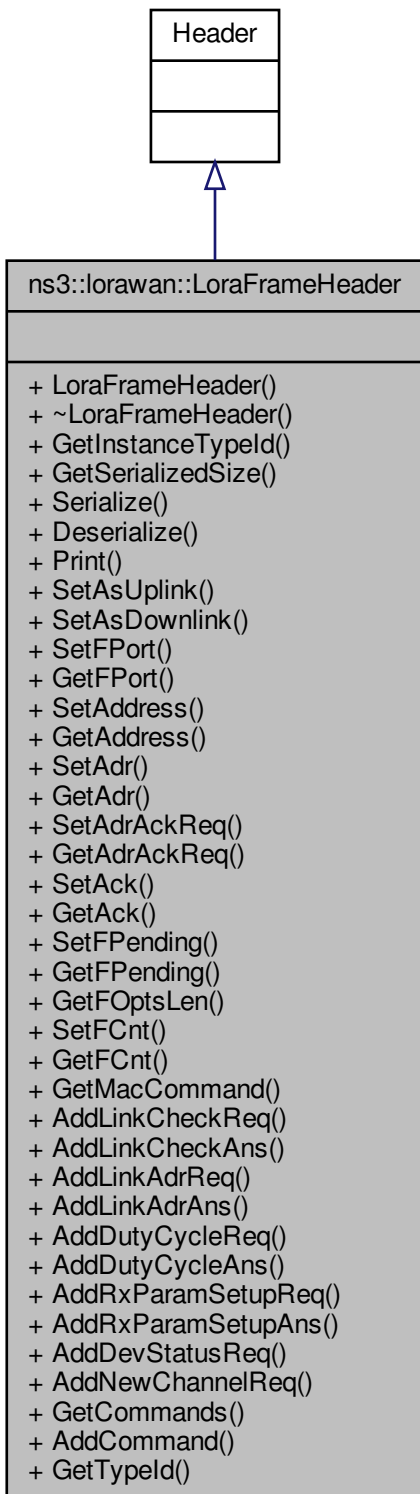 Header
ns3::lorawan::LoraFrameHeader
+ LoraFrameHeader()
+ ~LoraFrameHeader()
+ GetInstanceTypeId()
+ GetSerializedSize()
+ Serialize()
+ Deserialize()
+ Print()
+ SetAsUplink()
+ SetAsDownlink()
+ SetFPort()
+ GetFPort()
+ SetAddress()
+ GetAddress()
+ SetAdr()
+ GetAdr()
+ SetAdrAckReq()
+ GetAdrAckReq()
+ SetAck()
+ GetAck()
+ SetFPending()
+ GetFPending()
+ GetFOptsLen()
+ SetFCnt()
+ GetFCnt()
+ GetMacCommand()
+ AddLinkCheckReq()
+ AddLinkCheckAns()
+ AddLinkAdrReq()
+ AddLinkAdrAns()
+ AddDutyCycleReq()
+ AddDutyCycleAns()
+ AddRxParamSetupReq()
+ AddRxParamSetupAns()
+ AddDevStatusReq()
+ AddNewChannelReq()
+ GetCommands()
+ AddCommand()
+ GetTypeId()